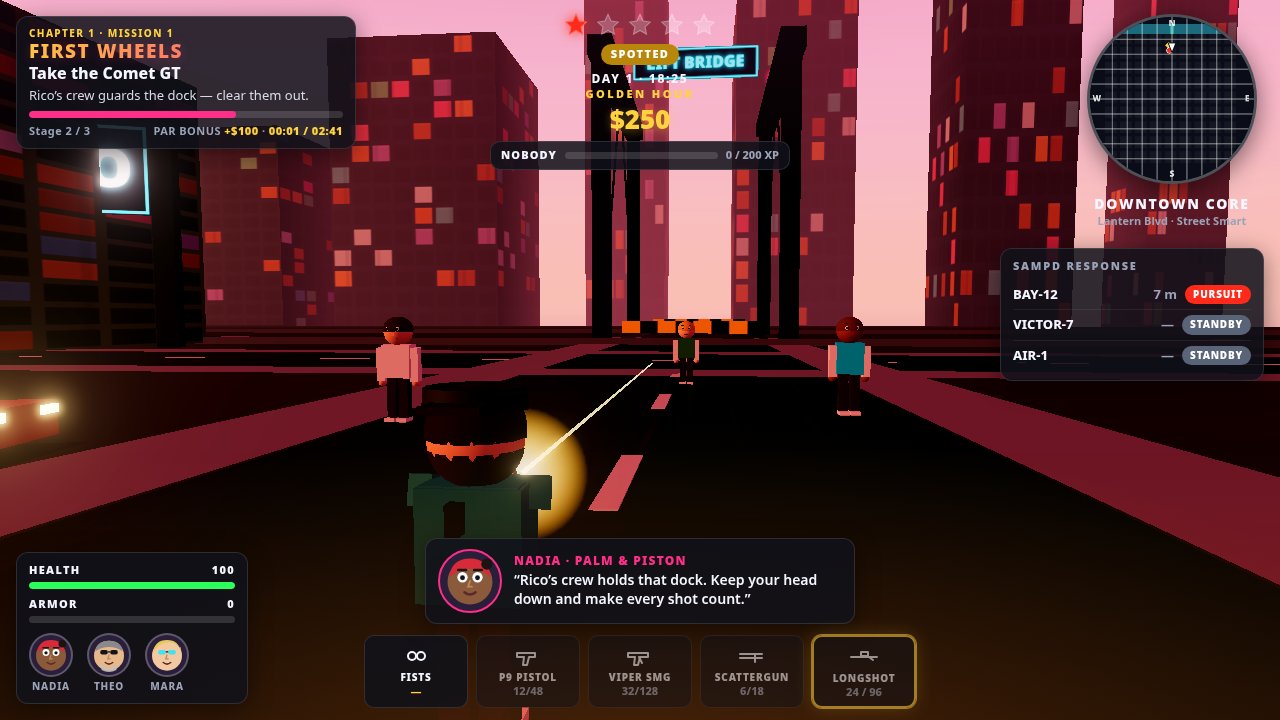 CHAPTER 1 · MISSION 1
FIRST WHEELS
Take the Comet GT
Rico's crew guards the dock — clear them out.
Stage 2 / 3
PAR BONUS +$100 · 00:01 / 02:41
SPOTTED
BRIDGE
DAY 1 · 18:25
GOLDEN HOUR
$250
NOBODY 0 / 200 XP
N
W
E
S
DOWNTOWN CORE
Lantern Blvd · Street Smart
SAMPD RESPONSE
BAY-12 7 m PURSUIT
VICTOR-7 — STANDBY
AIR-1 — STANDBY
HEALTH 100
ARMOR 0
NADIA THEO MARA
NADIA · PALM & PISTON
“Rico’s crew holds that dock. Keep your head
down and make every shot count.”
FISTS
—
P9 PISTOL
12/48
VIPER SMG
32/128
SCATTERGUN
6/18
LONGSHOT
24 / 96